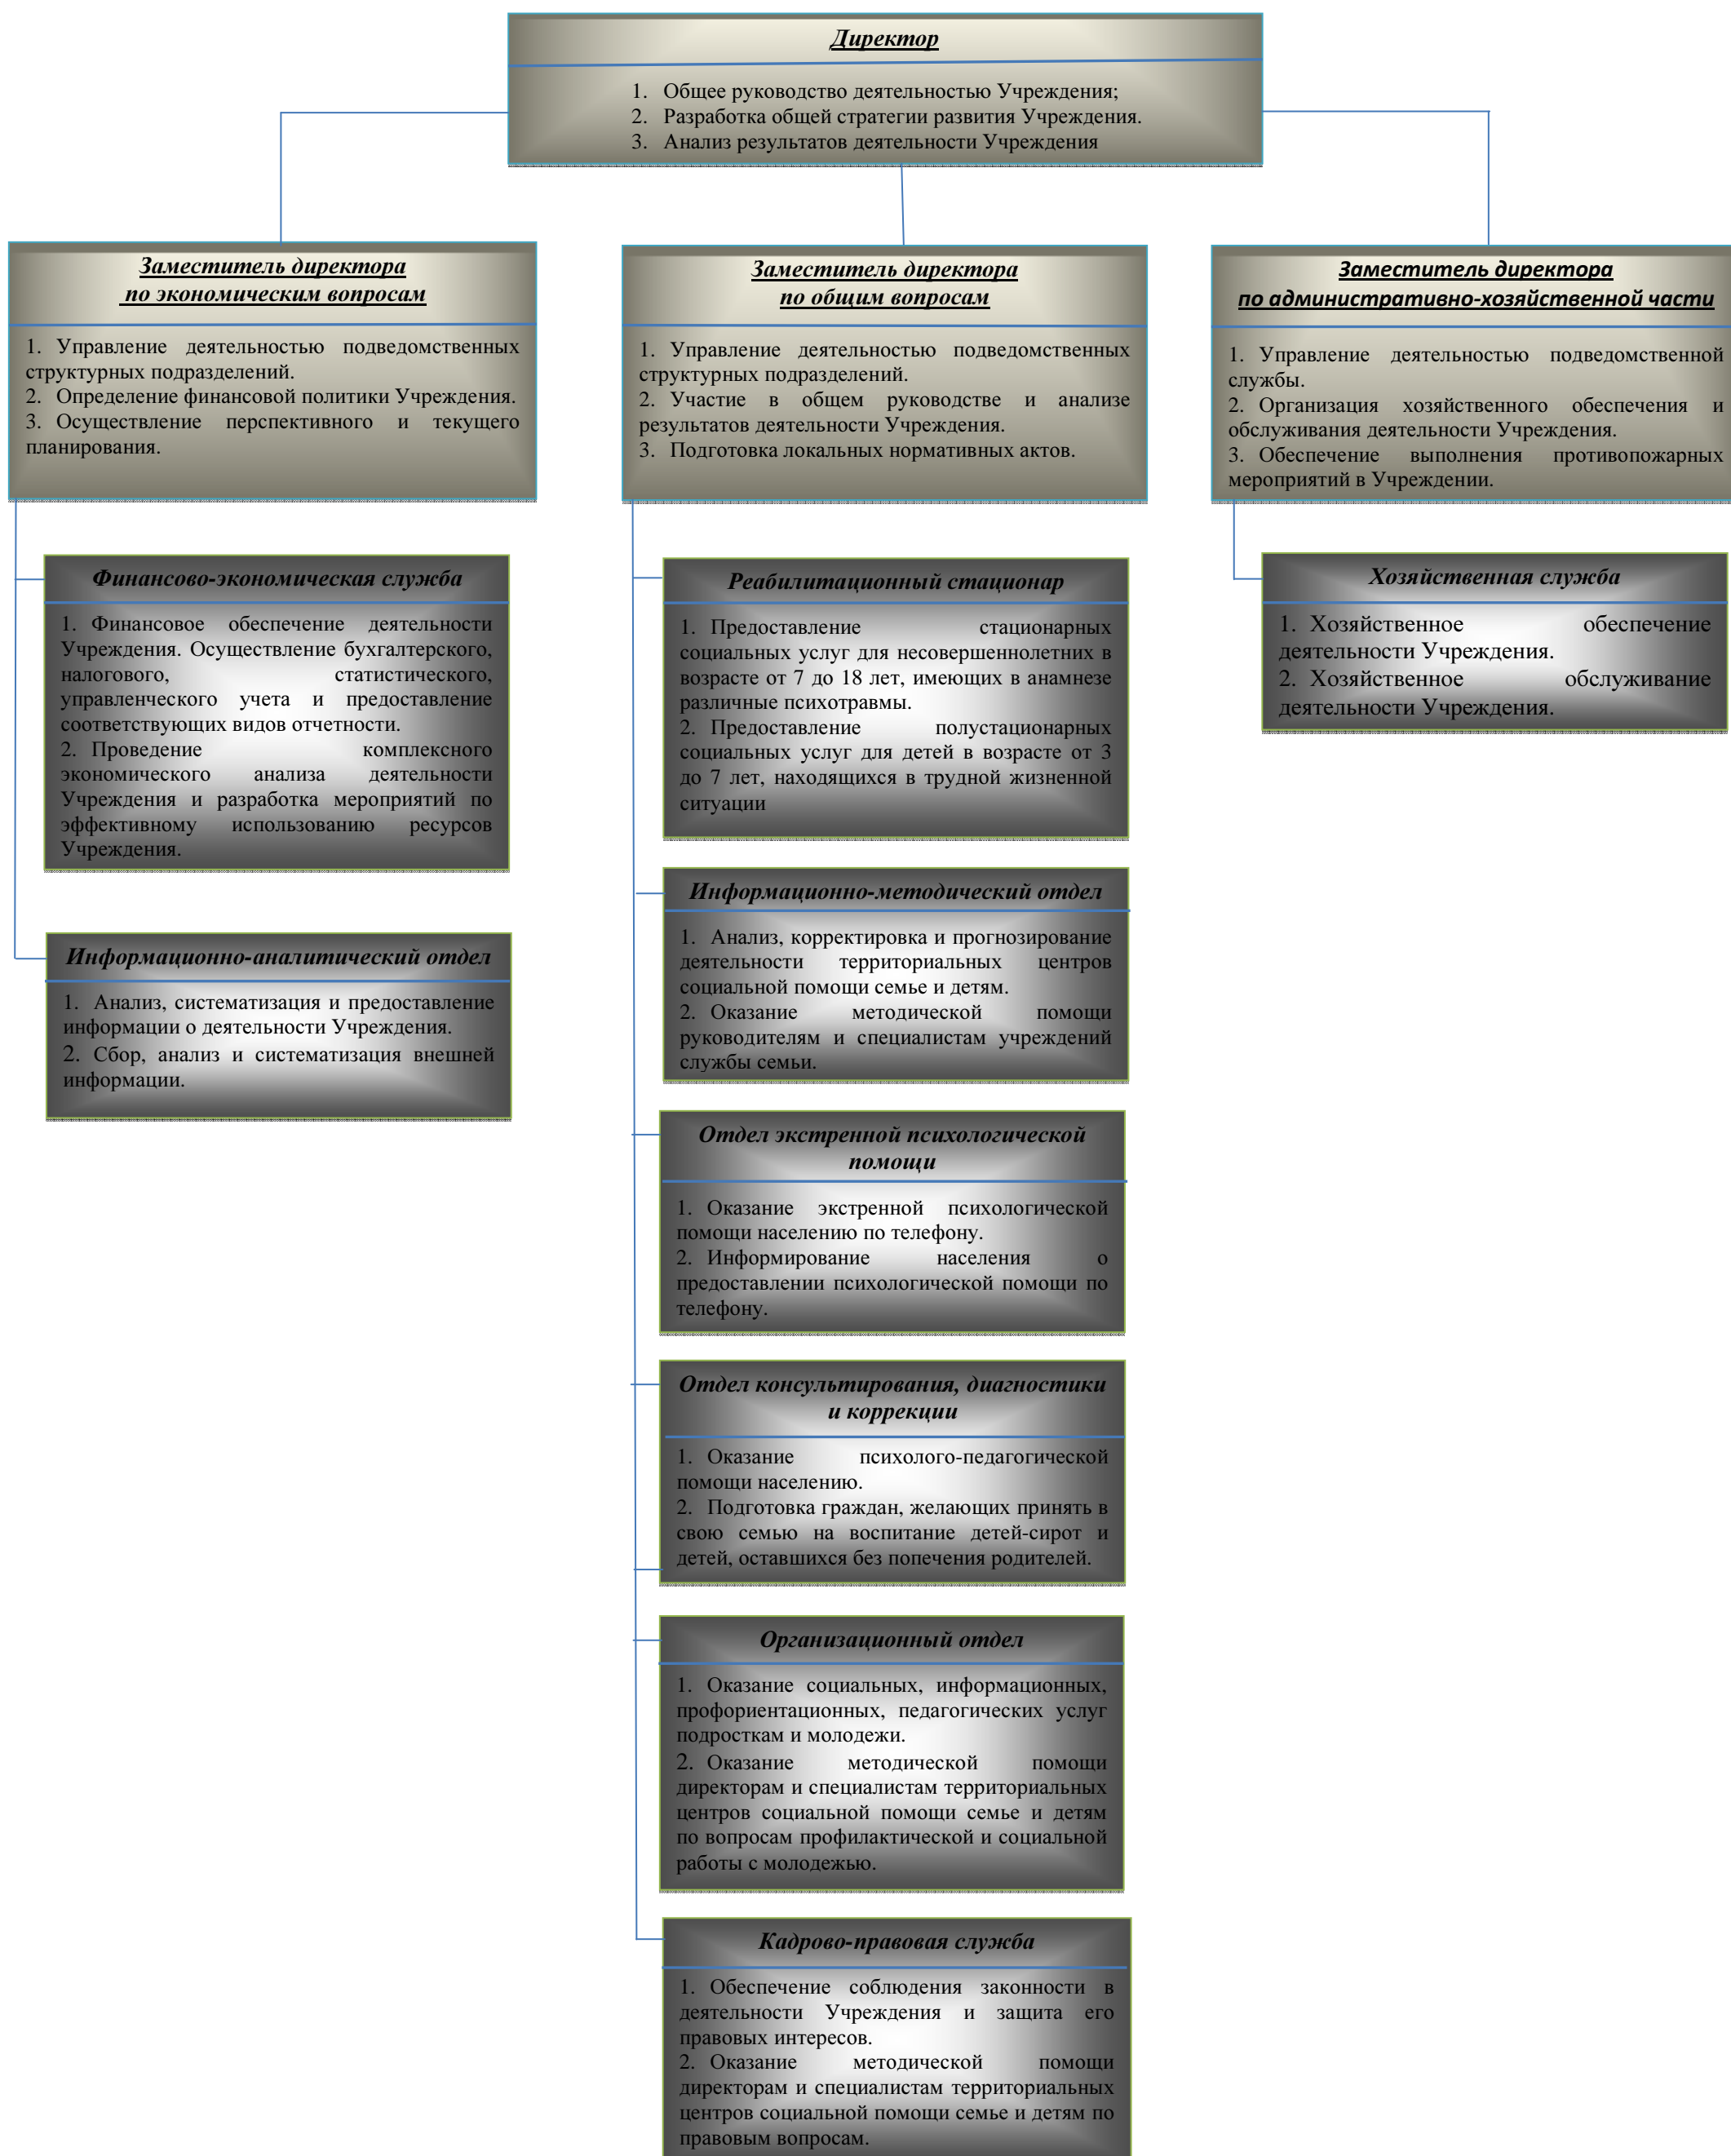 Директор
1. Общее руководство деятельностью Учреждения;
2. Разработка общей стратегии развития Учреждения.
3. Анализ результатов деятельности Учреждения
Заместитель директора
по экономическим вопросам
1. Управление деятельностью подведомственных
структурных подразделений.
2. Определение финансовой политики Учреждения.
3. Осуществление перспективного и текущего
планирования.
Заместитель директора
по общим вопросам
1. Управление деятельностью подведомственных
структурных подразделений.
2. Участие в общем руководстве и анализе
результатов деятельности Учреждения.
3. Подготовка локальных нормативных актов.
Заместитель директора
по административно-хозяйственной части
1. Управление деятельностью подведомственной
службы.
2. Организация хозяйственного обеспечения и
обслуживания деятельности Учреждения.
3. Обеспечение выполнения противопожарных
мероприятий в Учреждении.
Финансово-экономическая служба
1. Финансовое обеспечение деятельности
Учреждения. Осуществление бухгалтерского,
налогового, статистического,
управленческого учета и предоставление
соответствующих видов отчетности.
2. Проведение комплексного
экономического анализа деятельности
Учреждения и разработка мероприятий по
эффективному использованию ресурсов
Учреждения.
Информационно-аналитический отдел
1. Анализ, систематизация и предоставление
информации о деятельности Учреждения.
2. Сбор, анализ и систематизация внешней
информации.
Реабилитационный стационар
1. Предоставление стационарных
социальных услуг для несовершеннолетних в
возрасте от 7 до 18 лет, имеющих в анамнезе
различные психотравмы.
2. Предоставление полустационарных
социальных услуг для детей в возрасте от 3
до 7 лет, находящихся в трудной жизненной
ситуации
Информационно-методический отдел
1. Анализ, корректировка и прогнозирование
деятельности территориальных центров
социальной помощи семье и детям.
2. Оказание методической помощи
руководителям и специалистам учреждений
службы семьи.
Отдел экстренной психологической
помощи
1. Оказание экстренной психологической
помощи населению по телефону.
2. Информирование населения о
предоставлении психологической помощи по
телефону.
Отдел консультирования, диагностики
и коррекции
1. Оказание психолого-педагогической
помощи населению.
2. Подготовка граждан, желающих принять в
свою семью на воспитание детей-сирот и
детей, оставшихся без попечения родителей.
Организационный отдел
1. Оказание социальных, информационных,
профориентационных, педагогических услуг
подросткам и молодежи.
2. Оказание методической помощи
директорам и специалистам территориальных
центров социальной помощи семье и детям
по вопросам профилактической и социальной
работы с молодежью.
Кадрово-правовая служба
1. Обеспечение соблюдения законности в
деятельности Учреждения и защита его
правовых интересов.
2. Оказание методической помощи
директорам и специалистам территориальных
центров социальной помощи семье и детям по
правовым вопросам.
Хозяйственная служба
1. Хозяйственное обеспечение
деятельности Учреждения.
2. Хозяйственное обслуживание
деятельности Учреждения.